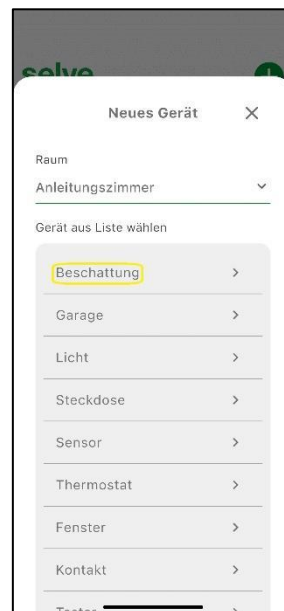 selve
Neues Gerät
Raum
Anleitungszimmer
Gerät aus Liste wählen
Beschattung
Garage
Licht
Steckdose
Sensor
Thermostat
Fenster
Kontakt